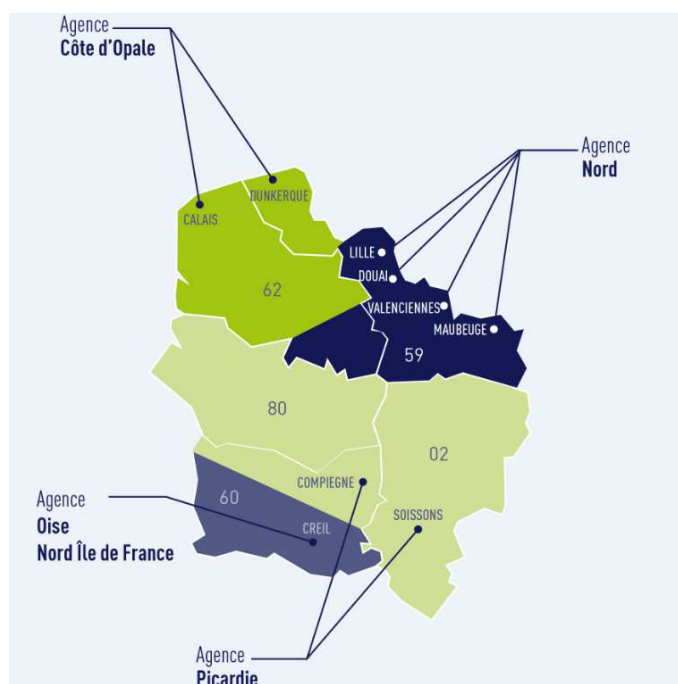 Agence
Côte d'Opale
Agence
Nord
DUNKERQUE
CALAIS
LILLE
DOUAI
62
VALENCIENNES
MAUBEUGE
59
80
02
COMPIEGNE
60
SOISSONS
CREIL
Agence
Oise
Nord Île de France
Agence
Picardie